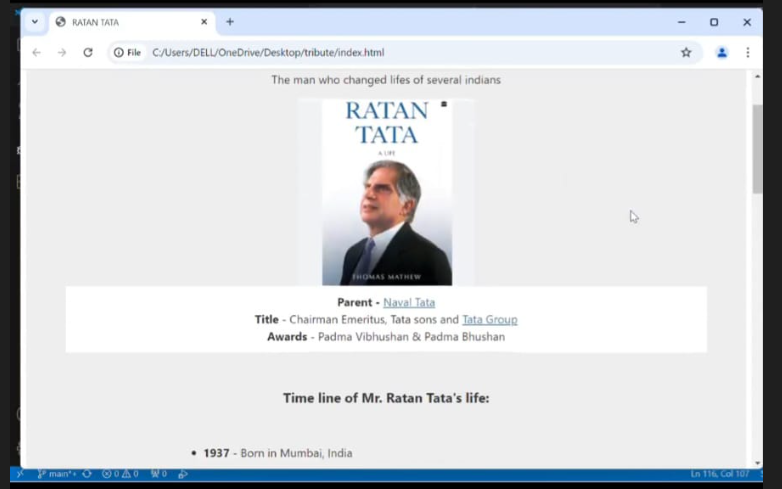 RATAN TATA
File C:/Users/DELL/OneDrive/Desktop/tribute/index.html
The man who changed lifes of several indians
RATAN
TATA
A LIFE
THOMAS MATHEW
Parent - Naval Tata
Title - Chairman Emeritus, Tata sons and Tata Group
Awards - Padma Vibhushan & Padma Bhushan
Time line of Mr. Ratan Tata's life:
• 1937 - Born in Mumbai, India
main*+ 0 0 0 Ln 116, Col 107